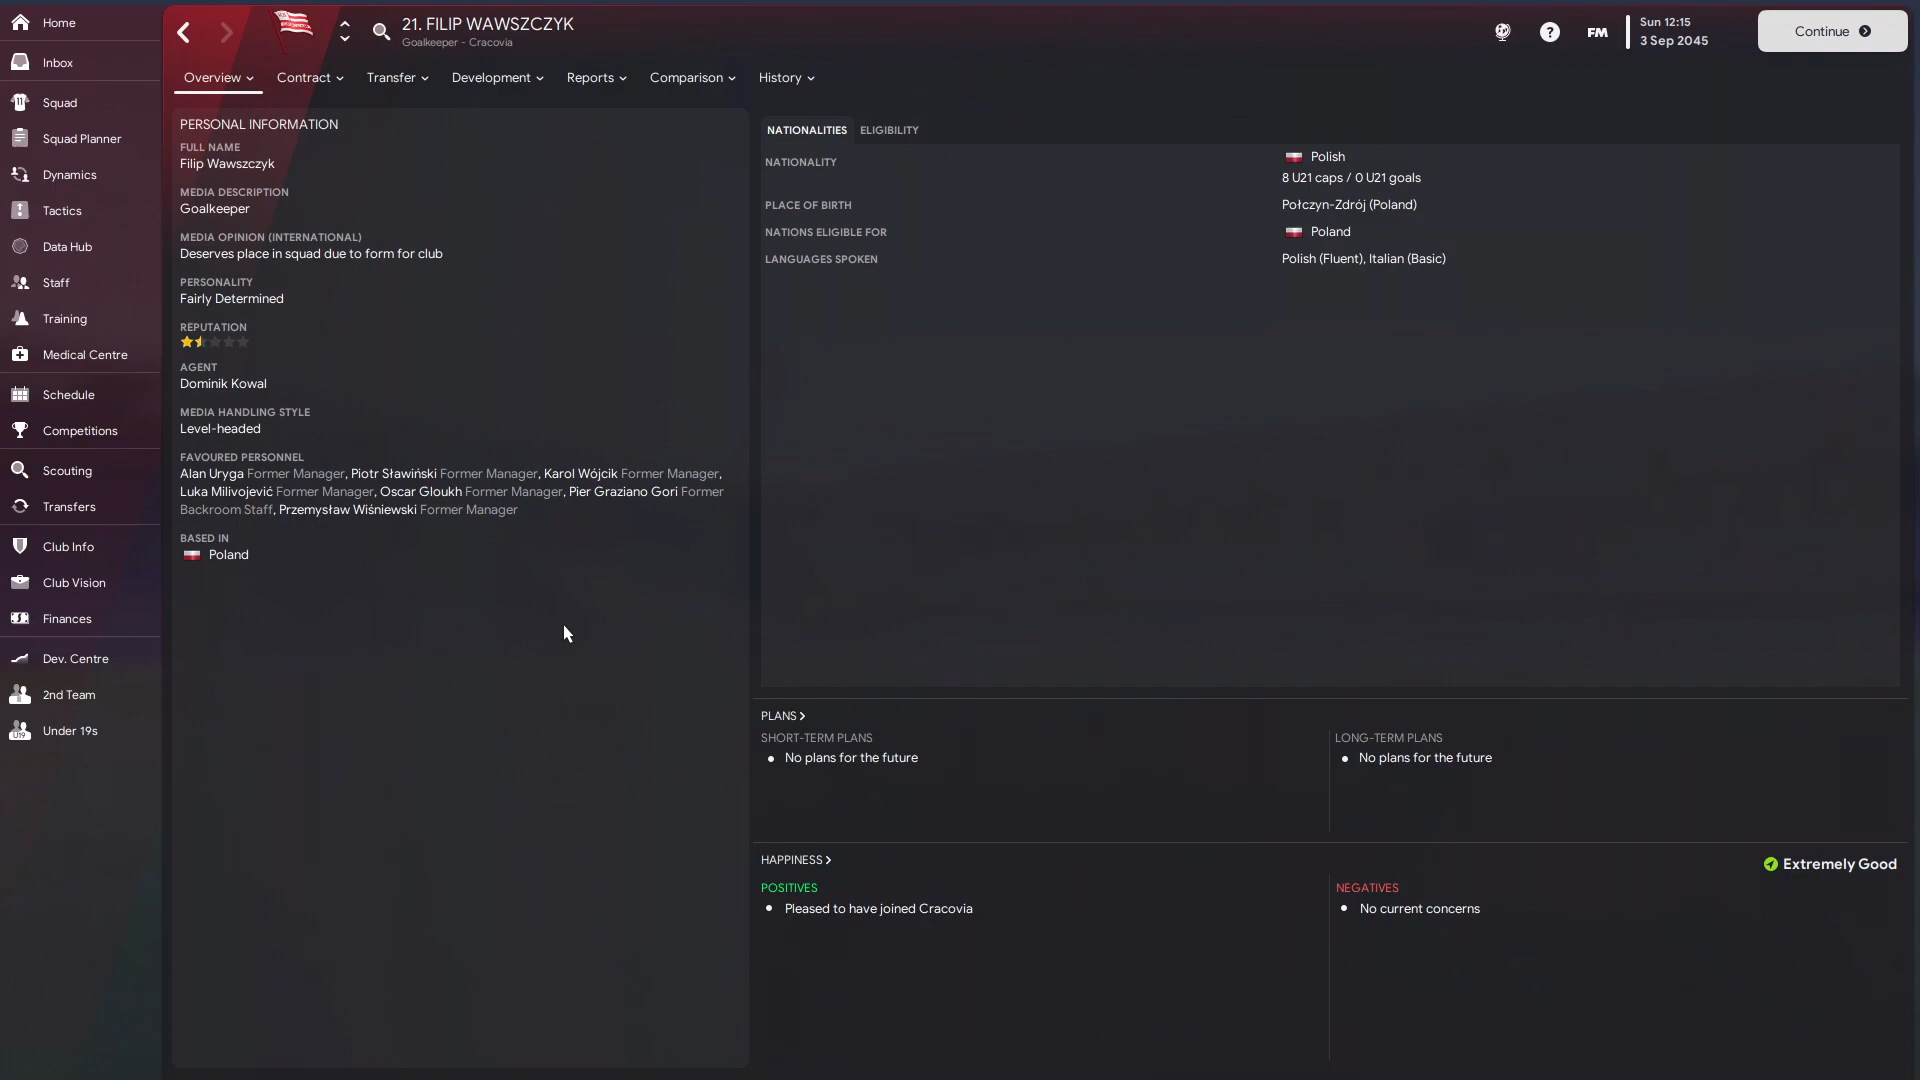 Home
Inbox
Squad
Squad Planner
Dynamics
Tactics
Data Hub
Staff
Training
Medical Centre
Schedule
Competitions
Scouting
Transfers
Club Info
Club Vision
Finances
Dev. Centre
2nd Team
Under 19s
21. FILIP WAWSZCZYK
Goalkeeper - Cracovia
FM
Sun 12:15
3 Sep 2045
Continue
Overview Contract Transfer Development Reports Comparison History
PERSONAL INFORMATION
FULL NAME
Filip Wawszczyk
MEDIA DESCRIPTION
Goalkeeper
MEDIA OPINION (INTERNATIONAL)
Deserves place in squad due to form for club
PERSONALITY
Fairly Determined
REPUTATION
AGENT
Dominik Kowal
MEDIA HANDLING STYLE
Level-headed
FAVOURED PERSONNEL
Alan Uryga Former Manager, Piotr Sławiński Former Manager, Karol Wójcik Former Manager,
Luka Milivojević Former Manager, Oscar Gloukh Former Manager, Pier Graziano Gori Former
Backroom Staff, Przemysław Wiśniewski Former Manager
BASED IN
Poland
NATIONALITIES ELIGIBILITY
NATIONALITY Polish
8 U21 caps / 0 U21 goals
PLACE OF BIRTH Połczyn-Zdrój (Poland)
NATIONS ELIGIBLE FOR Poland
LANGUAGES SPOKEN Polish (Fluent), Italian (Basic)
PLANS
SHORT-TERM PLANS
No plans for the future
LONG-TERM PLANS
No plans for the future
HAPPINESS
Extremely Good
POSITIVES
Pleased to have joined Cracovia
NEGATIVES
No current concerns